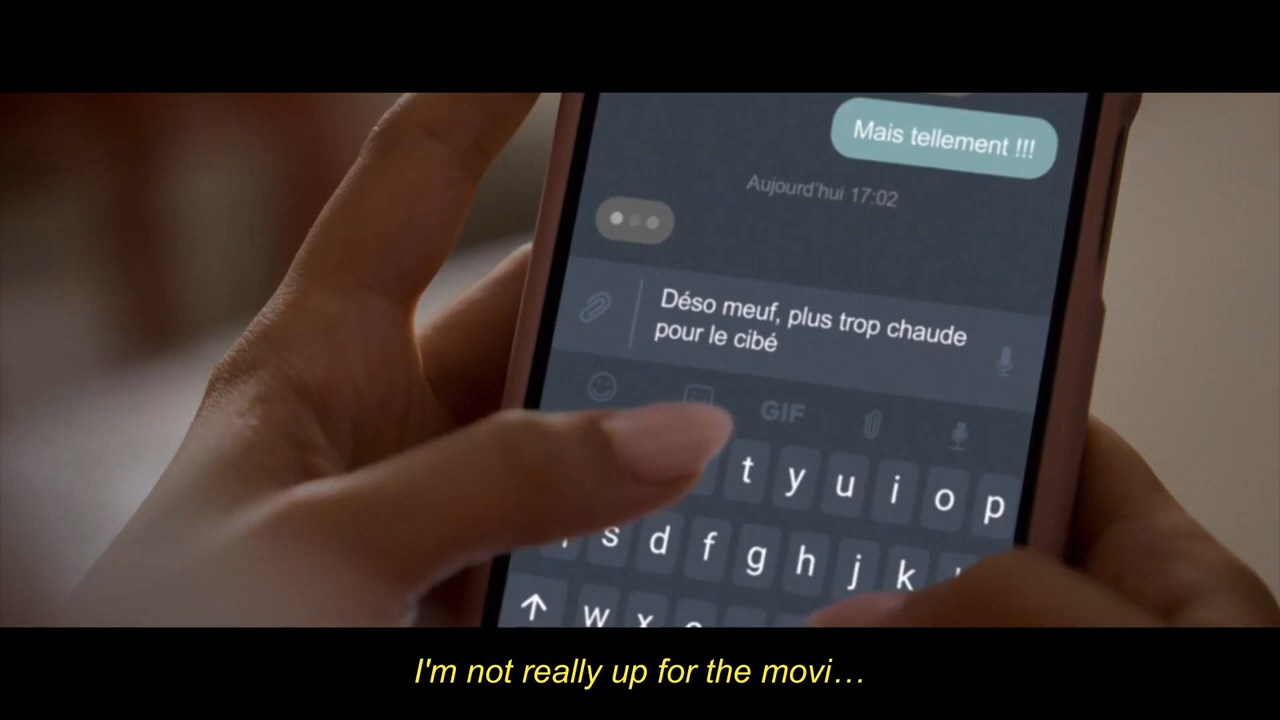 Mais tellement !!!
Aujourd'hui 17:02
Déso meuf, plus trop chaude
pour le cibé
GIF
t y u i o p
s d f g h j k
w x
I'm not really up for the movi…